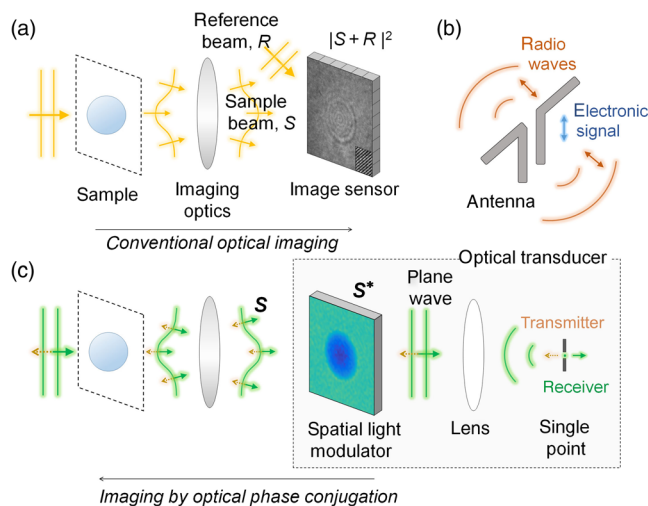 (a)
Reference
beam, R
|S + R|²
Sample
beam, S
Sample
Imaging
optics
Image sensor
Conventional optical imaging
(b)
Radio
waves
Electronic
signal
Antenna
(c)
S
Optical transducer
S*
Plane
wave
Transmitter
Receiver
Spatial light
modulator
Lens
Single
point
Imaging by optical phase conjugation